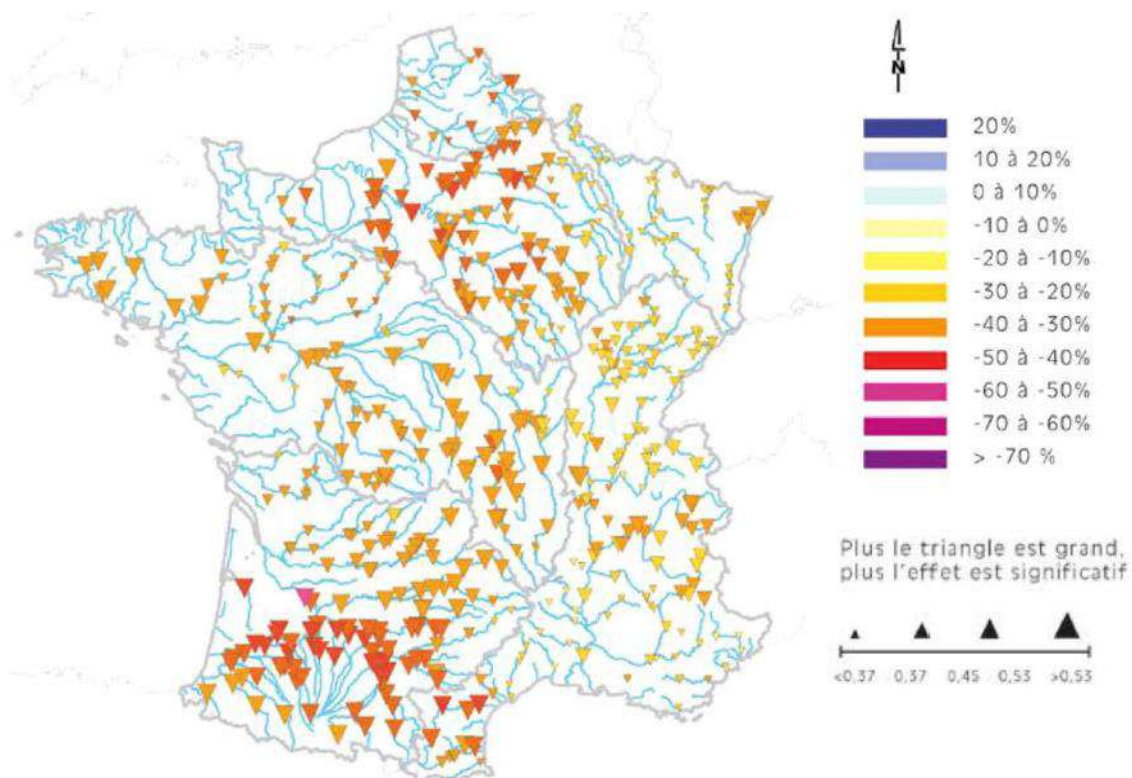 N
20%
10 à 20%
0 à 10%
-10 à 0%
-20 à -10%
-30 à -20%
-40 à -30%
-50 à -40%
-60 à -50%
-70 à -60%
> -70 %
Plus le triangle est grand,
plus l'effet est significatif
<0,37 0,37 0,45 0,53 >0,53